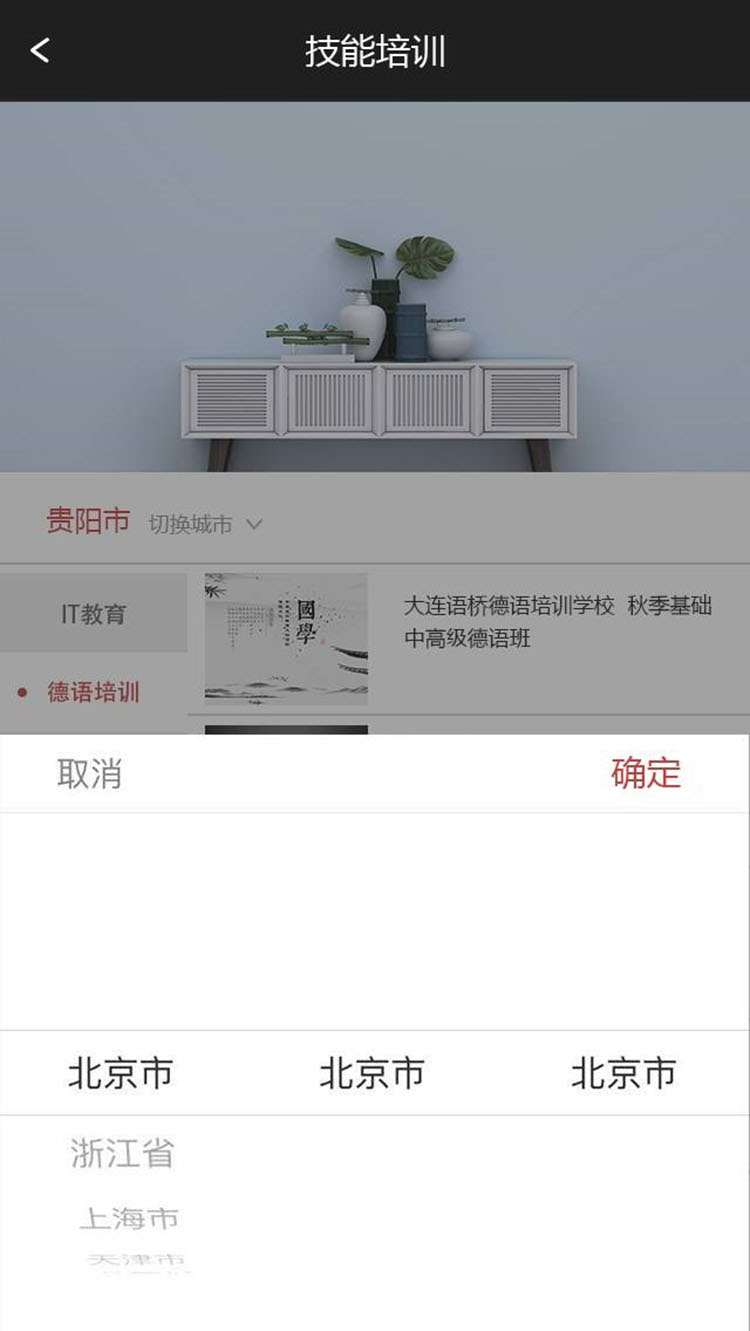 技能培训
贵阳市 切换城市
IT教育
國學
大连语桥德语培训学校 秋季基础
中高级德语班
德语培训
取消 确定
北京市 北京市 北京市
浙江省
上海市
天津市